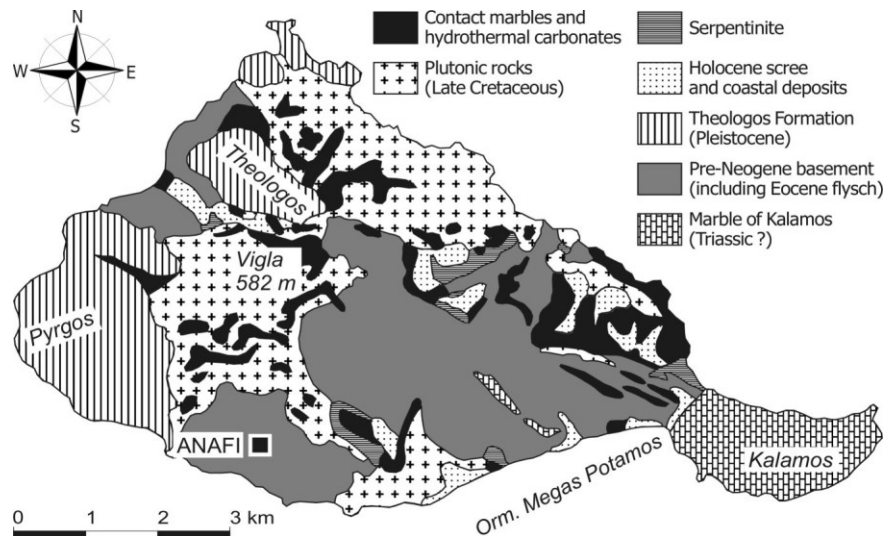 N
W
E
S
Contact marbles and
hydrothermal carbonates
Plutonic rocks
(Late Cretaceous)
Serpentinite
Holocene scree
and coastal deposits
Theologos Formation
(Pleistocene)
Pre-Neogene basement
(including Eocene flysch)
Marble of Kalamos
(Triassic ?)
Theologos
Vigla
582 m
Pyrgos
ANAFI
Kalamos
Orm. Megas Potamos
0 1 2 3 km